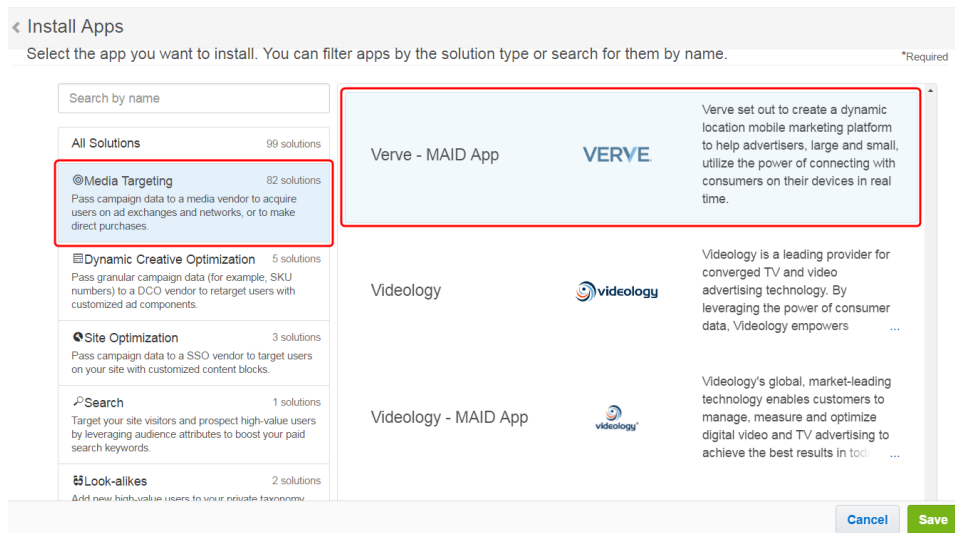 Install Apps
Select the app you want to install. You can filter apps by the solution type or search for them by name.
*Required
Search by name
All Solutions 99 solutions
Media Targeting 82 solutions
Pass campaign data to a media vendor to acquire
users on ad exchanges and networks, or to make
direct purchases.
Dynamic Creative Optimization 5 solutions
Pass granular campaign data (for example, SKU
numbers) to a DCO vendor to retarget users with
customized ad components.
Site Optimization 3 solutions
Pass campaign data to a SSO vendor to target users
on your site with customized content blocks.
Search 1 solutions
Target your site visitors and prospect high-value users
by leveraging audience attributes to boost your paid
search keywords.
Look-alikes 2 solutions
Add new high-value users to your private taxonomy
Verve - MAID App
VERVE
Verve set out to create a dynamic
location mobile marketing platform
to help advertisers, large and small,
utilize the power of connecting with
consumers on their devices in real
time.
Videology
videology
Videology is a leading provider for
converged TV and video
advertising technology. By
leveraging the power of consumer
data, Videology empowers ...
Videology - MAID App
videology
Videology's global, market-leading
technology enables customers to
manage, measure and optimize
digital video and TV advertising to
achieve the best results in tod ...
Cancel
Save